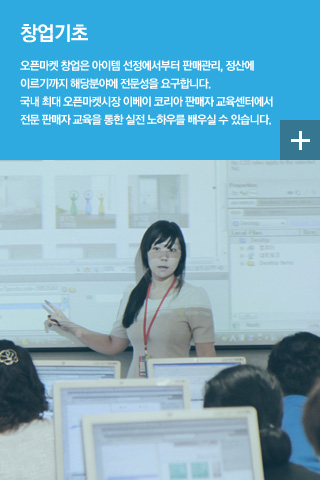 창업기초
오픈마켓 창업은 아이템 선정에서부터 판매관리, 정산에
이르기까지 해당분야에 전문성을 요구합니다.
국내 최대 오픈마켓시장 이베이 코리아 판매자 교육센터에서
전문 판매자 교육을 통한 실전 노하우를 배우실 수 있습니다.